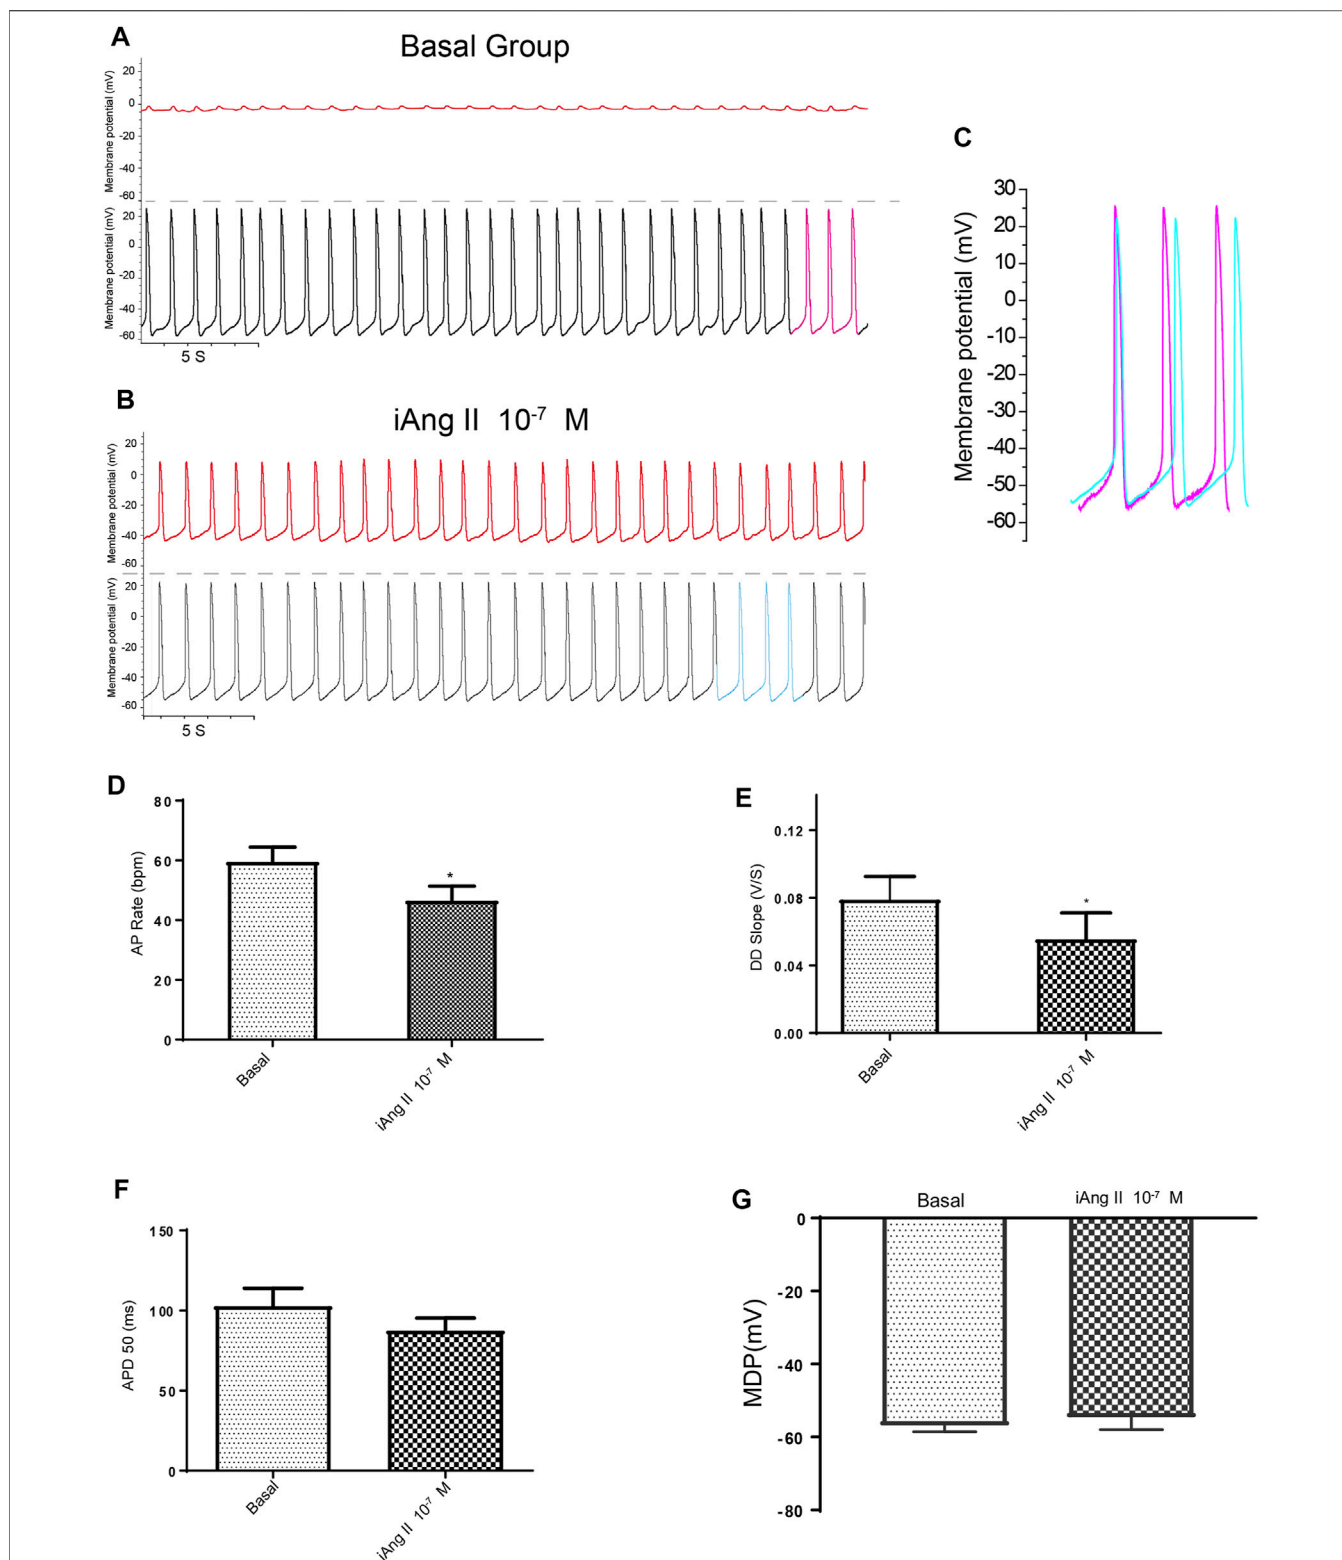 A
Basal Group
Membrane potential (mV)
20
0
-20
-40
-60
Membrane potential (mV)
20
0
-20
-40
-60
5 S
B
iAng II 10⁻⁷ M
Membrane potential (mV)
20
0
-20
-40
-60
Membrane potential (mV)
20
0
-20
-40
-60
5 S
C
Membrane potential (mV)
30
20
10
0
-10
-20
-30
-40
-50
-60
D
AP Rate (bpm)
80
60
40
20
0
*
Basal
iAng II 10⁻⁷ M
E
DD Slope (V/S)
0.12
0.08
0.04
0.00
*
Basal
iAng II 10⁻⁷ M
F
APD 50 (ms)
150
100
50
0
Basal
iAng II 10⁻⁷ M
G
Basal
iAng II 10⁻⁷ M
MDP(mV)
0
-20
-40
-60
-80